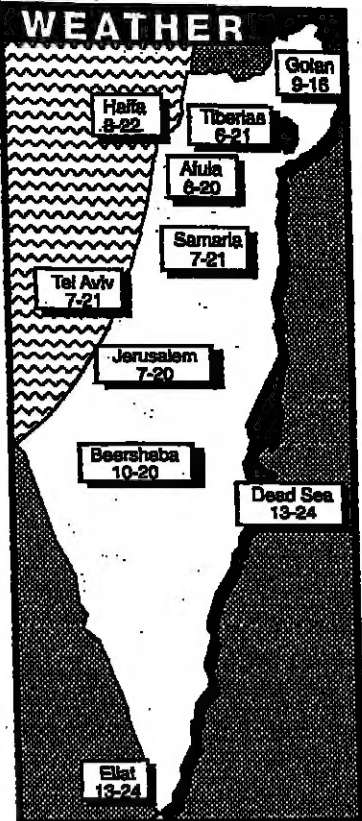 WEATHER
Golan
9-16
Haifa
8-22
Tiberias
6-21
Afula
6-20
Samaria
7-21
Tel Aviv
7-21
Jerusalem
7-20
Beersheba
10-20
Dead Sea
13-24
Eilat
13-24